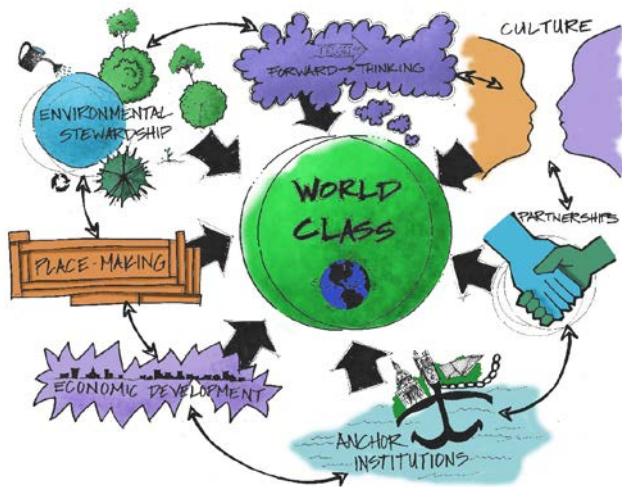 CULTURE
FORWARD → THINKING
ENVIRONMENTAL
STEWARDSHIP
WORLD
CLASS
PARTNERSHIPS
PLACE-MAKING
ECONOMIC DEVELOPMENT
ANCHOR
INSTITUTIONS